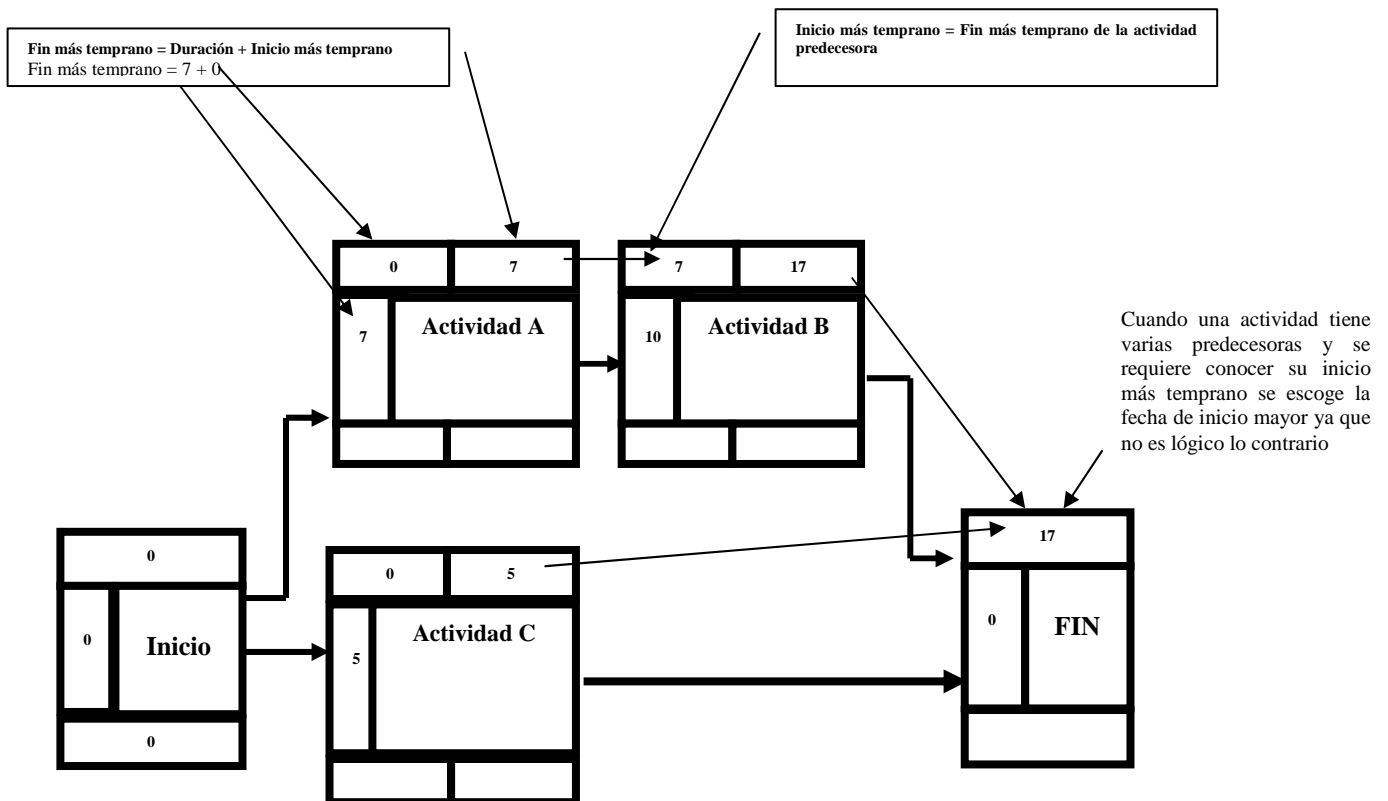 Fin más temprano = Duración + Inicio más temprano
Fin más temprano = 7 + 0
Inicio más temprano = Fin más temprano de la actividad
predecesora
0
7
7
17
7
Actividad A
10
Actividad B
Cuando una actividad tiene
varias predecesoras y se
requiere conocer su inicio
más temprano se escoge la
fecha de inicio mayor ya que
no es lógico lo contrario
0
0
Inicio
0
0
5
5
Actividad C
17
0
FIN